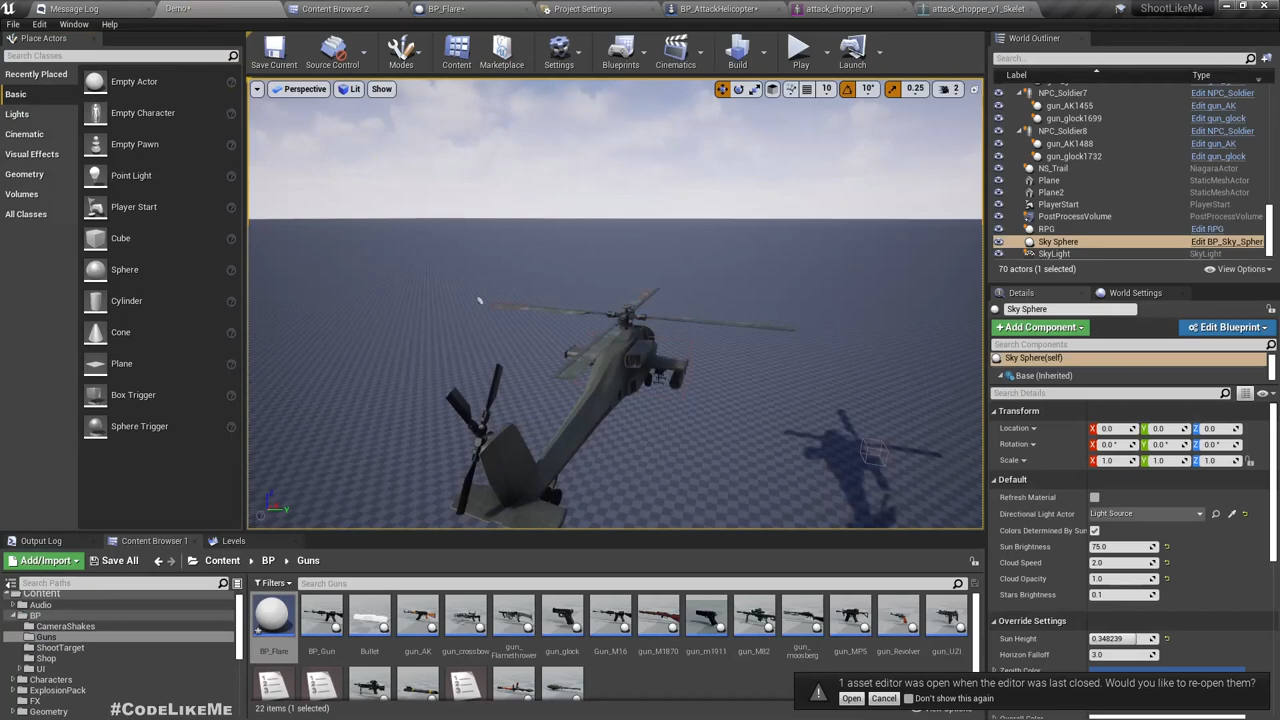 Message Log
Demo*
Content Browser 2
BP_Flare*
Project Settings
BP_AttackHelicopter*
attack_chopper_v1
attack_chopper_v1_Skelet
ShootLikeMe
File
Edit
Window
Help
Place Actors
Search Classes
Recently Placed
Basic
Lights
Cinematic
Visual Effects
Geometry
Volumes
All Classes
Empty Actor
Empty Character
Empty Pawn
Point Light
Player Start
Cube
Sphere
Cylinder
Cone
Plane
Box Trigger
Sphere Trigger
Save Current
Source Control
Modes
Content
Marketplace
Settings
Blueprints
Cinematics
Build
Play
Launch
Perspective
Lit
Show
10
10°
0.25
2
World Outliner
Search...
Label Type
NPC_Soldier7 Edit NPC_Soldier
gun_AK1455 Edit gun_AK
gun_glock1699 Edit gun_glock
NPC_Soldier8 Edit NPC_Soldier
gun_AK1488 Edit gun_AK
gun_glock1732 Edit gun_glock
NS_Trail NiagaraActor
Plane StaticMeshActor
Plane2 StaticMeshActor
PlayerStart PlayerStart
PostProcessVolume PostProcessVolume
RPG Edit RPG
Sky Sphere Edit BP_Sky_Spher
SkyLight SkyLight
70 actors (1 selected)
View Options
Details
World Settings
Sky Sphere
+Add Component
Edit Blueprint
Search Components
Sky Sphere(self)
Base (Inherited)
Search Details
Transform
Location X 0.0 Y 0.0 Z 0.0
Rotation X 0.0 ° Y 0.0 ° Z 0.0 °
Scale X 1.0 Y 1.0 Z 1.0
Default
Refresh Material
Directional Light Actor Light Source
Colors Determined By Sun
Sun Brightness 75.0
Cloud Speed 2.0
Cloud Opacity 1.0
Stars Brightness 0.1
Override Settings
Sun Height 0.348239
Horizon Falloff 3.0
Output Log
Content Browser 1
Levels
Add/Import
Save All
Content
BP
Guns
Search Paths
Filters
Search Guns
Content
Audio
BP
CameraShakes
Guns
ShootTarget
Shop
UI
Characters
ExplosionPack
FX
Geometry
BP_Flare
BP_Gun
Bullet
gun_AK
gun_crossbow
gun_Flamethrower
gun_glock
Gun_M16
gun_M1870
gun_m1911
gun_M82
gun_moosberg
gun_MP5
gun_Revolver
gun_UZI
22 items (1 selected)
1 asset editor was open when the editor was last closed. Would you like to re-open them?
Open
Cancel
Don't show this again
#CodeLikeMe